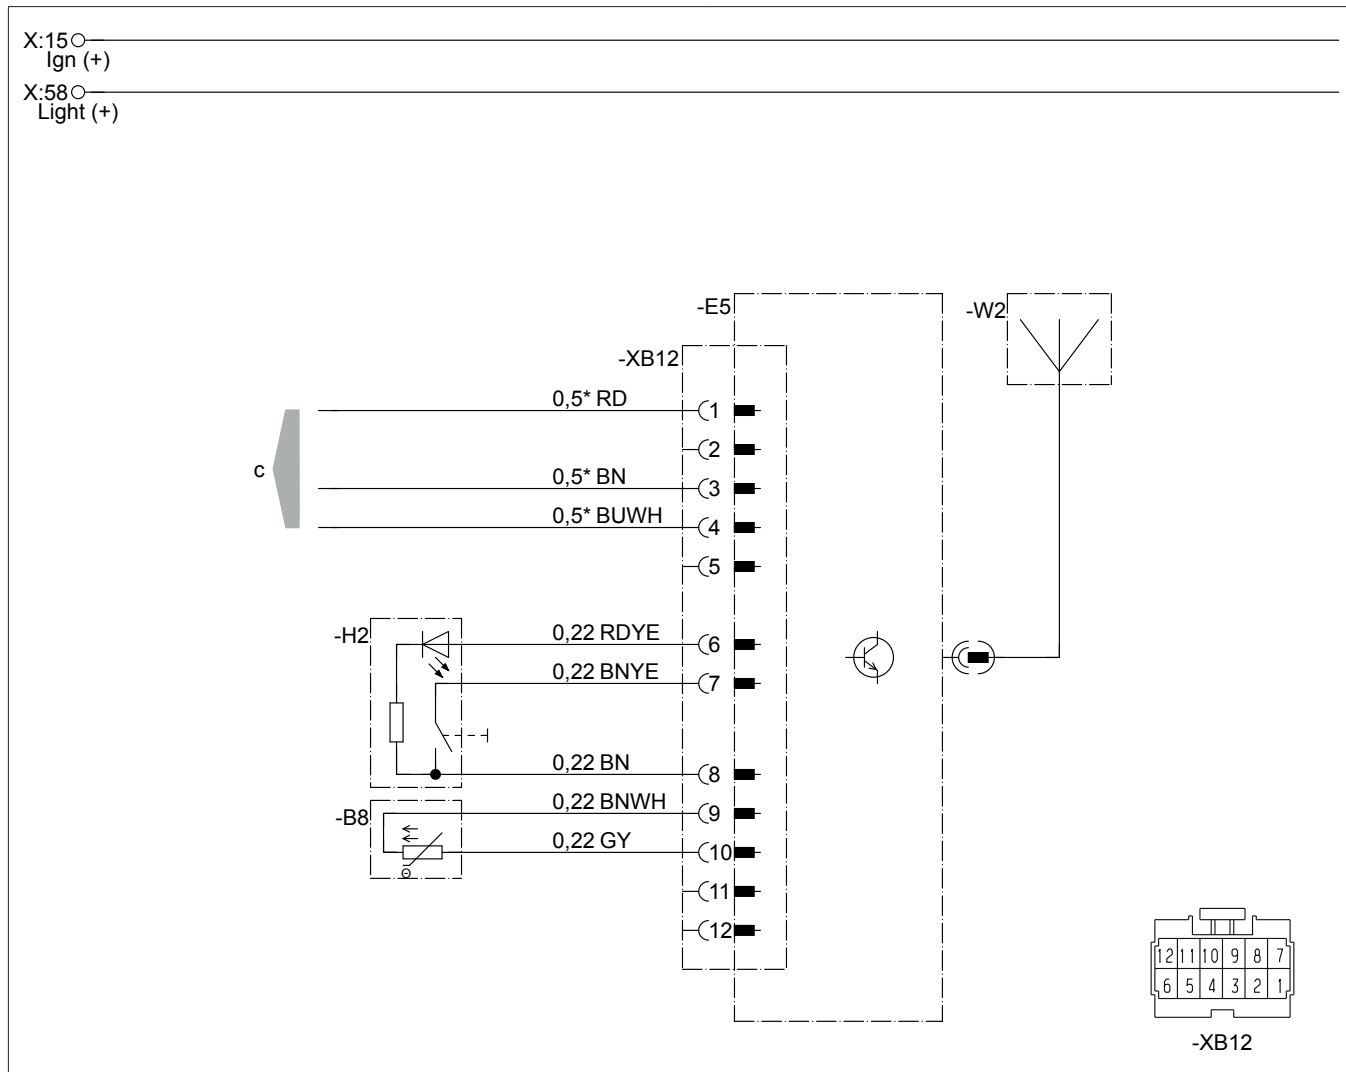 X:15
Ign (+)
X:58
Light (+)
-E5
-W2
-XB12
0,5* RD
1
2
c
0,5* BN
3
0,5* BUWH
4
5
-H2
0,22 RDYE
6
0,22 BNYE
7
0,22 BN
8
0,22 BNWH
9
-B8
0,22 GY
10
Θ
11
12
12 11 10 9 8 7
6 5 4 3 2 1
-XB12